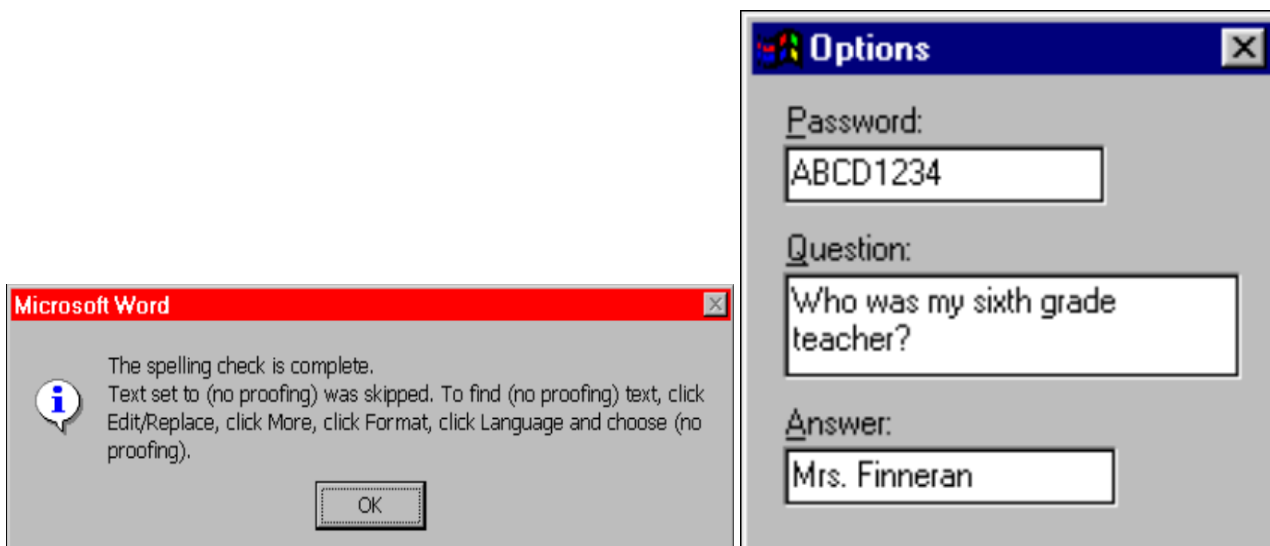 Microsoft Word
The spelling check is complete.
Text set to (no proofing) was skipped. To find (no proofing) text, click
Edit/Replace, click More, click Format, click Language and choose (no
proofing).
OK
Options
Password:
ABCD1234
Question:
Who was my sixth grade
teacher?
Answer:
Mrs. Finneran